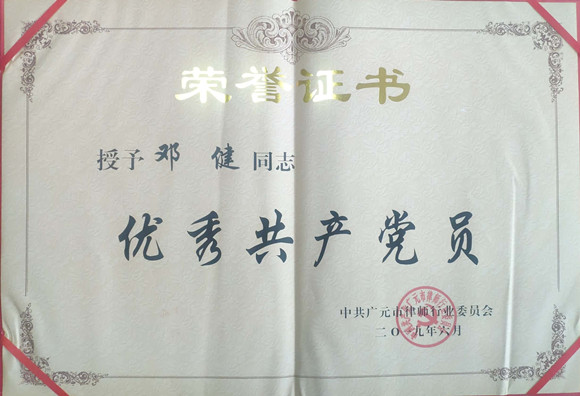 荣誉证书
授予邓健同志
优秀共产党员
中共广元市律师行业委员会
二〇一九年六月